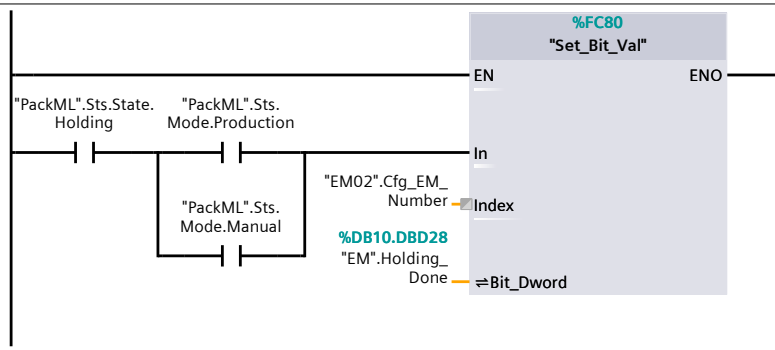 %FC80
"Set_Bit_Val"
EN
ENO
"PackML".Sts.State.
Holding
"PackML".Sts.
Mode.Production
In
"EM02".Cfg_EM_
Number
Index
"PackML".Sts.
Mode.Manual
%DB10.DBD28
"EM".Holding_
Done
⇌Bit_Dword